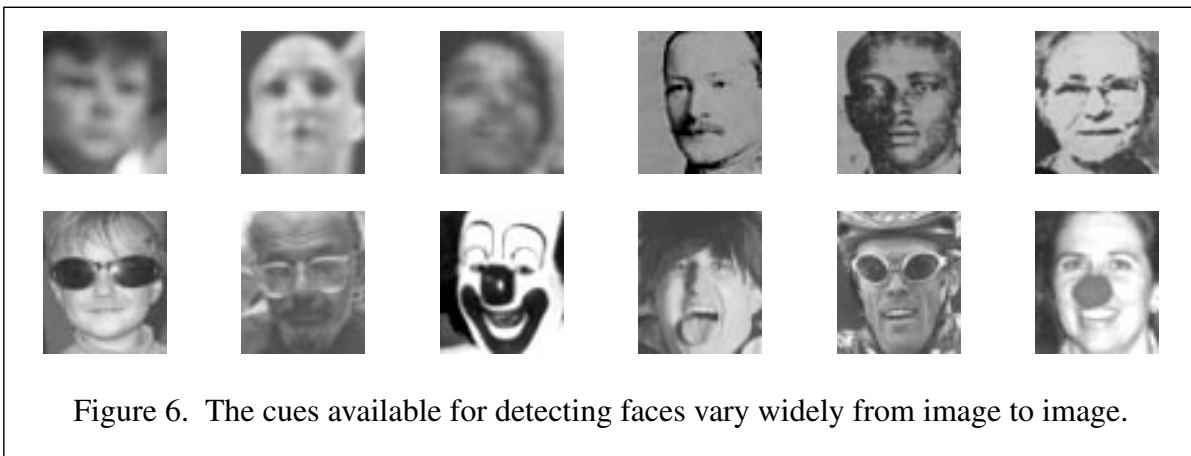 Figure 6. The cues available for detecting faces vary widely from image to image.